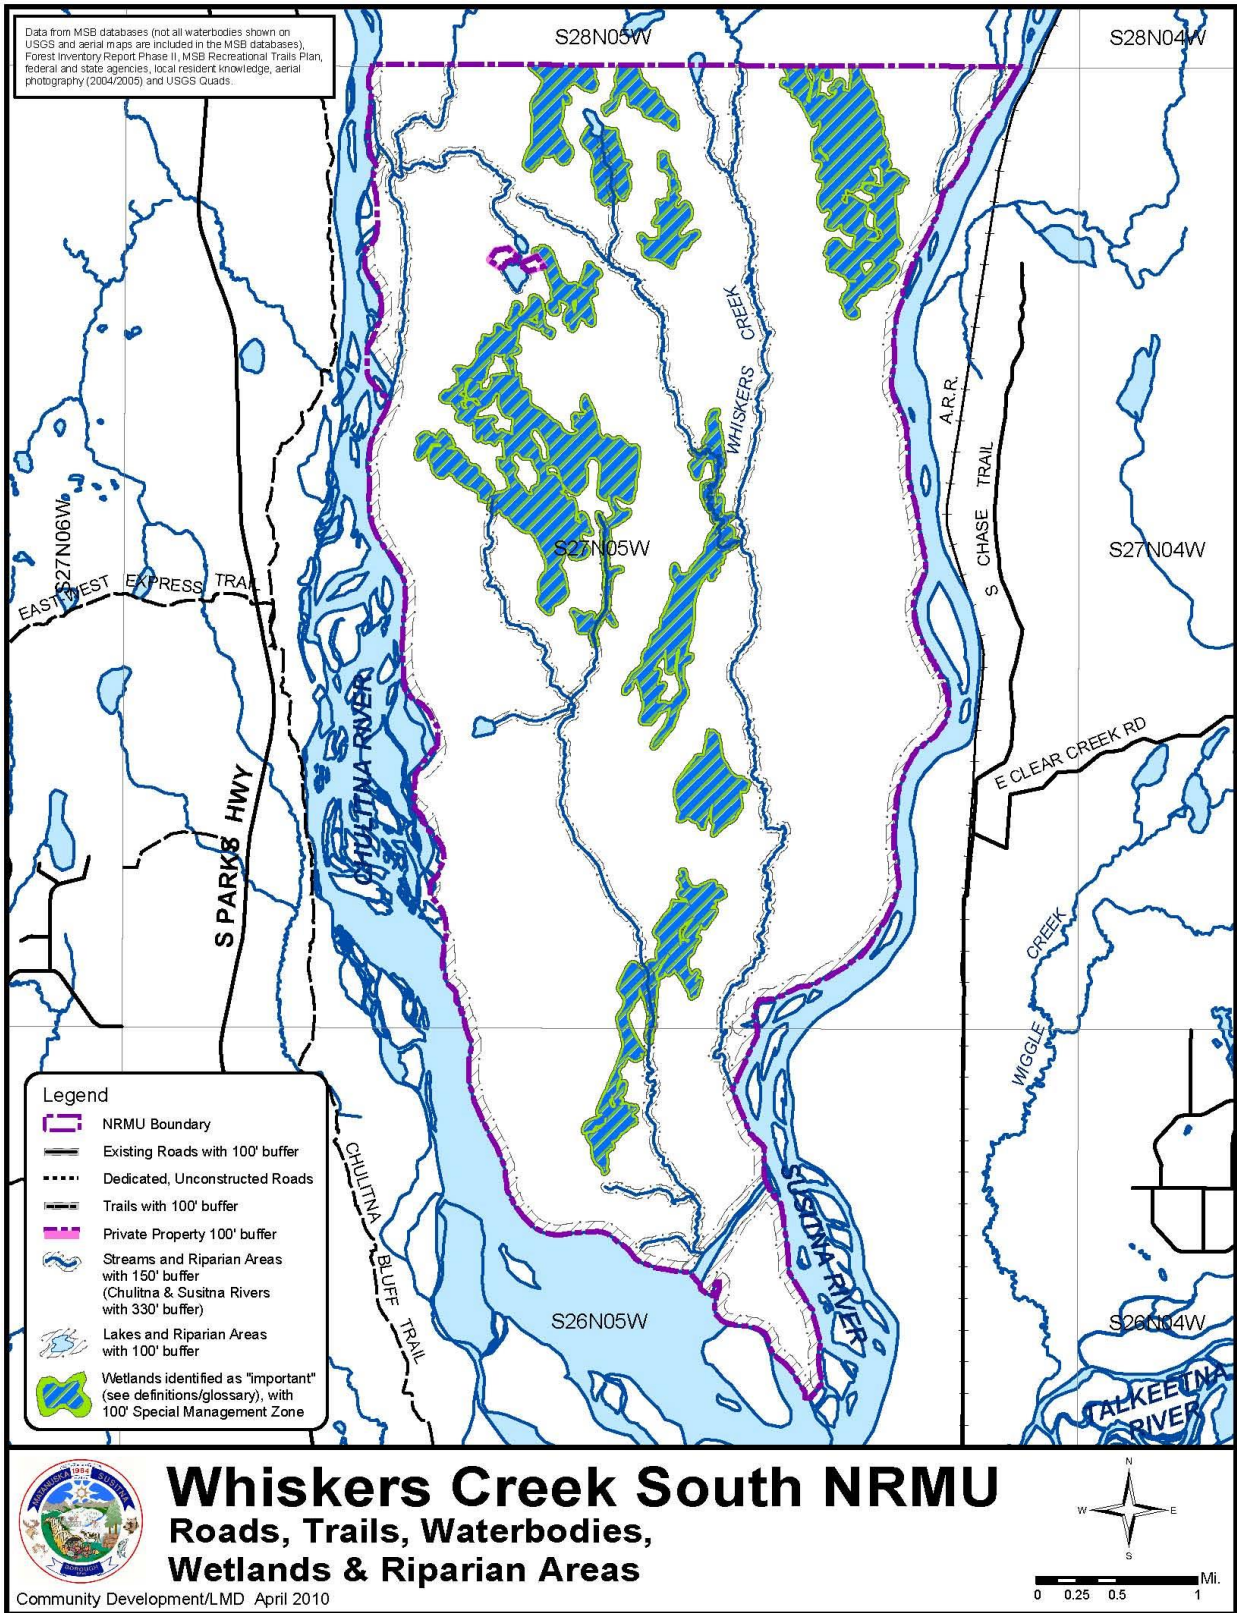 Data from MSB databases (not all waterbodies shown on
USGS and aerial maps are included in the MSB databases),
Forest Inventory Report Phase II, MSB Recreational Trails Plan,
federal and state agencies, local resident knowledge, aerial
photography (2004/2005) and USGS Quads.
S28N05W
S28N04W
WHISKERS CREEK
A.R.R.
S CHASE TRAIL
S27N06W
S27N05W
S27N04W
EAST WEST EXPRESS TRAIL
CHULITNA RIVER
S PARKS HWY
E CLEAR CREEK RD
WIGGLE CREEK
CHULITNA BLUFF TRAIL
SUSITNA RIVER
S26N05W
S26N04W
TALKEETNA
RIVER
Legend
NRMU Boundary
Existing Roads with 100' buffer
Dedicated, Unconstructed Roads
Trails with 100' buffer
Private Property 100' buffer
Streams and Riparian Areas
with 150' buffer
(Chulitna & Susitna Rivers
with 330' buffer)
Lakes and Riparian Areas
with 100' buffer
Wetlands identified as "important"
(see definitions/glossary), with
100' Special Management Zone
MATANUSKA 1964 SUSITNA
BOROUGH
Whiskers Creek South NRMU
Roads, Trails, Waterbodies,
Wetlands & Riparian Areas
Community Development/LMD April 2010
N
W E
S
Mi.
0 0.25 0.5 1